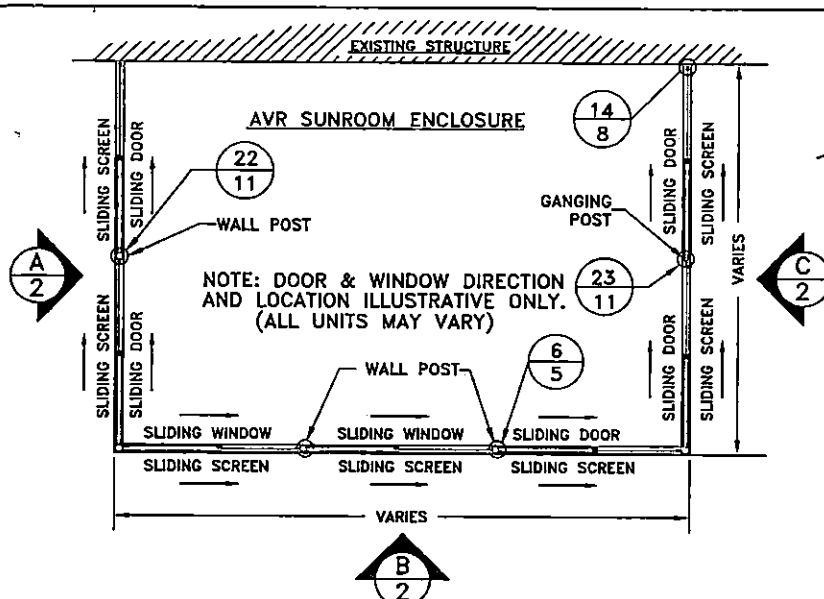 EXISTING STRUCTURE
AVR SUNROOM ENCLOSURE
14
8
22
11
SLIDING SCREEN
SLIDING DOOR
WALL POST
GANGING
POST
SLIDING DOOR
SLIDING SCREEN
VARIES
A
2
C
2
NOTE: DOOR & WINDOW DIRECTION
AND LOCATION ILLUSTRATIVE ONLY.
(ALL UNITS MAY VARY)
23
11
SLIDING SCREEN
SLIDING DOOR
WALL POST
6
5
SLIDING DOOR
SLIDING SCREEN
SLIDING WINDOW
SLIDING WINDOW
SLIDING DOOR
SLIDING SCREEN
SLIDING SCREEN
SLIDING SCREEN
VARIES
B
2